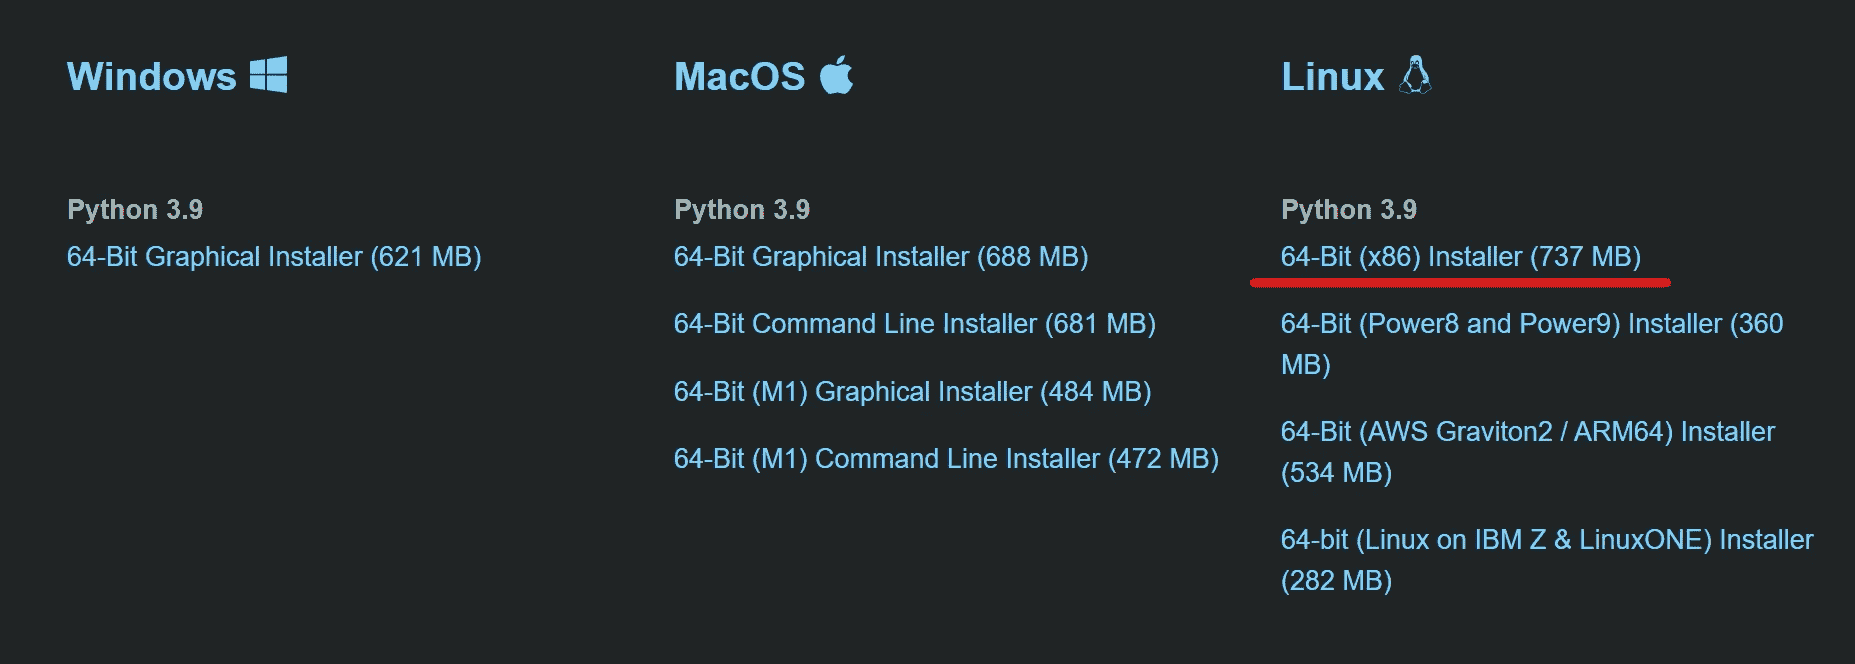 Windows
Python 3.9
64-Bit Graphical Installer (621 MB)
MacOS
Python 3.9
64-Bit Graphical Installer (688 MB)
64-Bit Command Line Installer (681 MB)
64-Bit (M1) Graphical Installer (484 MB)
64-Bit (M1) Command Line Installer (472 MB)
Linux
Python 3.9
64-Bit (x86) Installer (737 MB)
64-Bit (Power8 and Power9) Installer (360
MB)
64-Bit (AWS Graviton2 / ARM64) Installer
(534 MB)
64-bit (Linux on IBM Z & LinuxONE) Installer
(282 MB)